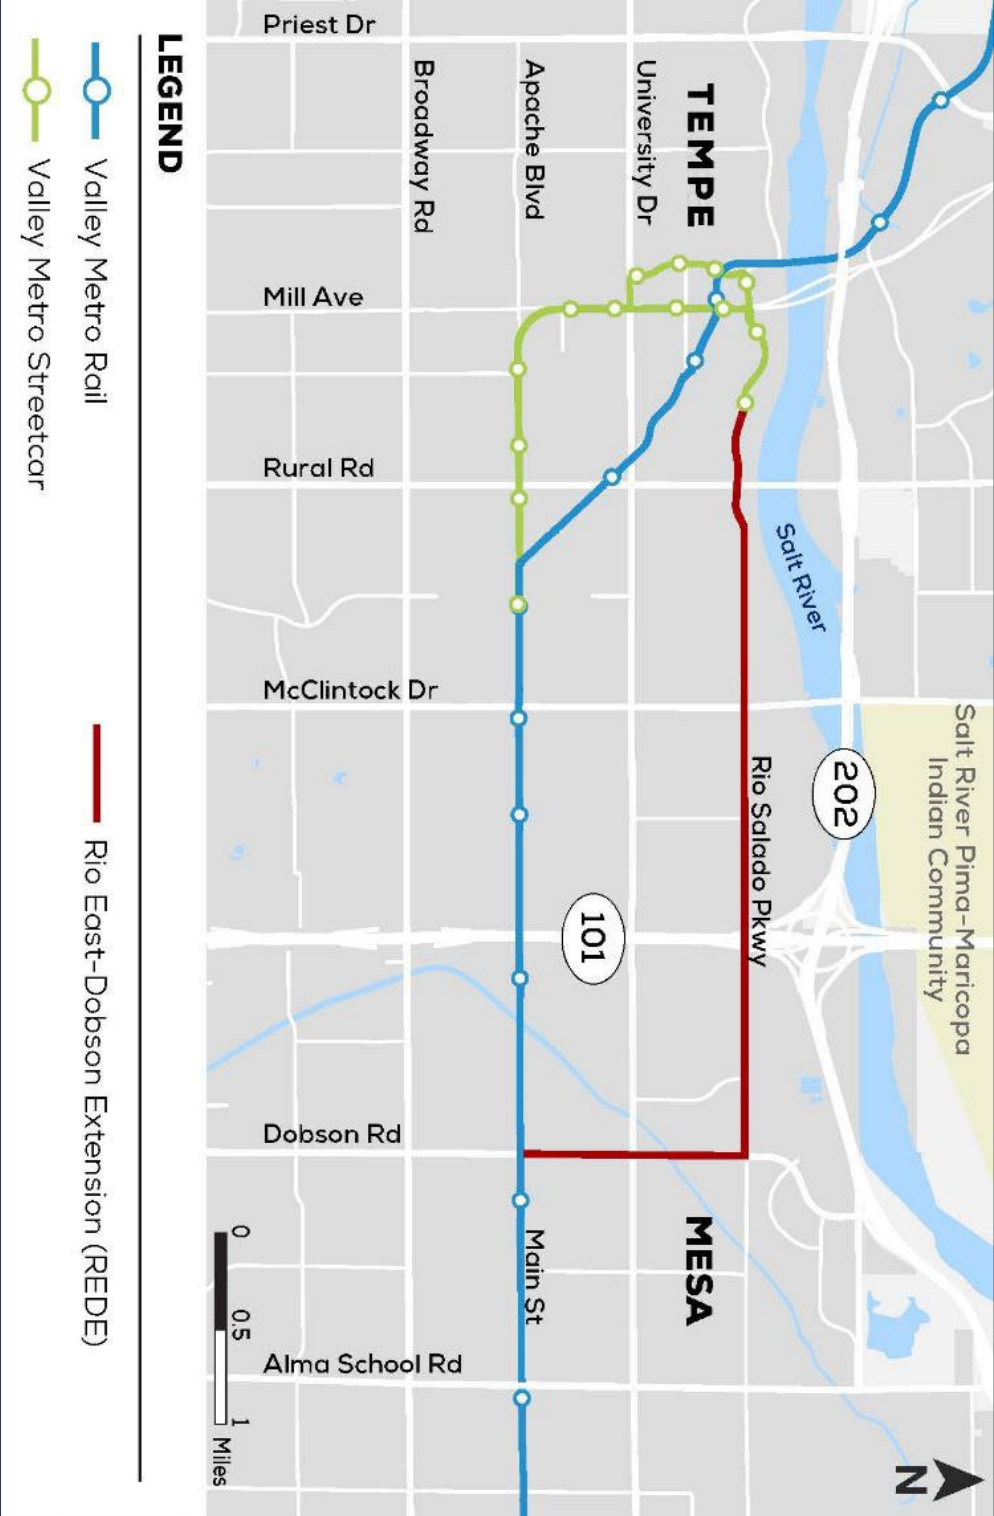 Priest Dr
Mill Ave
Rural Rd
McClintock Dr
Dobson Rd
Alma School Rd
Salt River Pima-Maricopa
Indian Community
202
Salt River
Rio Salado Pkwy
TEMPE
MESA
University Dr
101
Apache Blvd
Main St
Broadway Rd
N
0
0.5
1
Miles
LEGEND
Valley Metro Rail
Rio East-Dobson Extension (REDE)
Valley Metro Streetcar